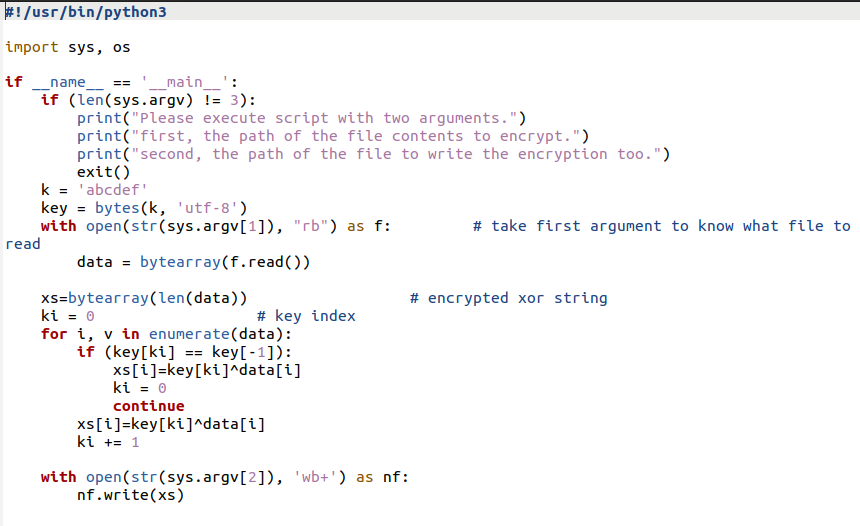 #!/usr/bin/python3
import sys, os
if __name__ == '__main__':
    if (len(sys.argv) != 3):
        print("Please execute script with two arguments.")
        print("first, the path of the file contents to encrypt.")
        print("second, the path of the file to write the encryption too.")
        exit()
    k = 'abcdef'
    key = bytes(k, 'utf-8')
    with open(str(sys.argv[1]), "rb") as f:         # take first argument to know what file to
read
        data = bytearray(f.read())
    xs=bytearray(len(data))                  # encrypted xor string
    ki = 0                  # key index
    for i, v in enumerate(data):
        if (key[ki] == key[-1]):
            xs[i]=key[ki]^data[i]
            ki = 0
            continue
        xs[i]=key[ki]^data[i]
        ki += 1
    with open(str(sys.argv[2]), 'wb+') as nf:
        nf.write(xs)